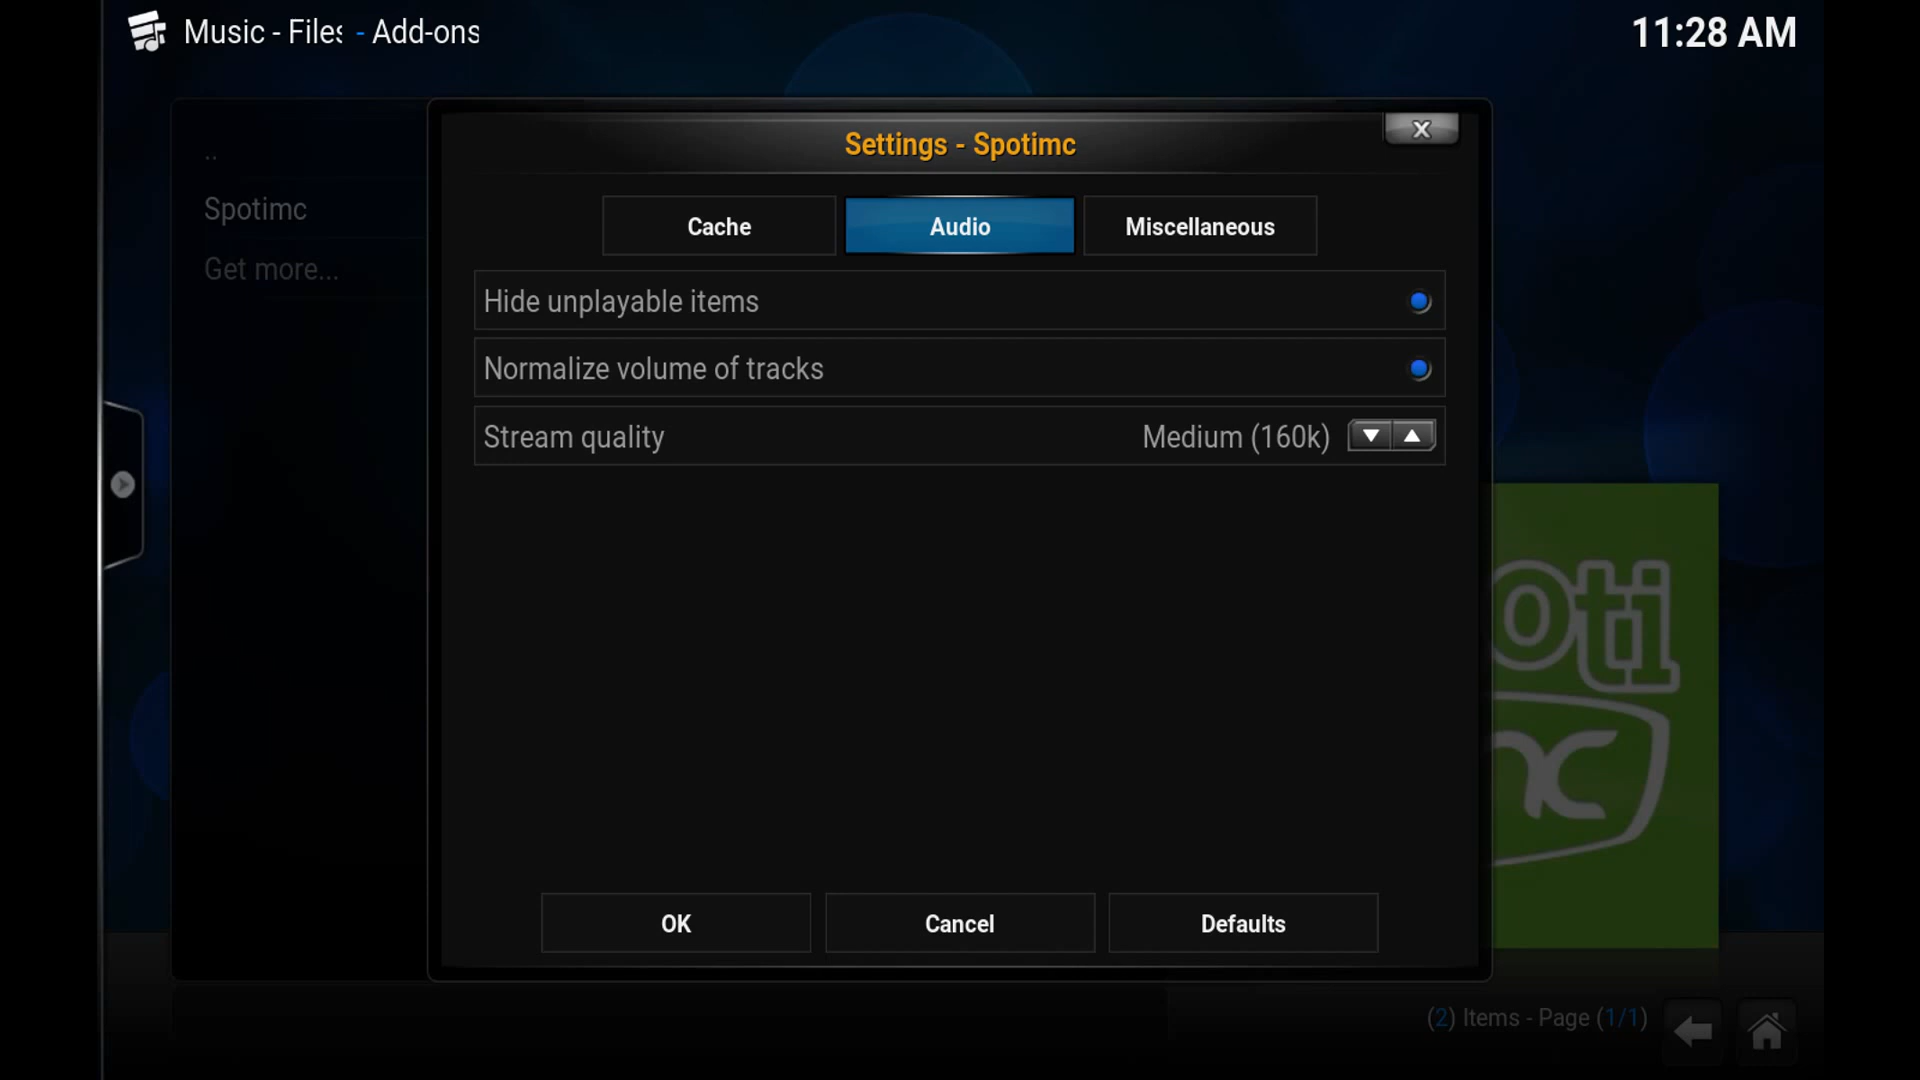 Music - Files - Add-ons
11:28 AM
..
Spotimc
Get more...
Settings - Spotimc
X
Cache
Audio
Miscellaneous
Hide unplayable items
Normalize volume of tracks
Stream quality
Medium (160k)
OK
Cancel
Defaults
oti
(2) Items - Page (1/1)